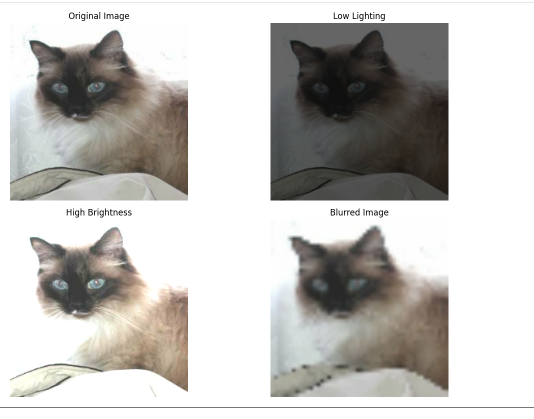 Original Image
Low Lighting
High Brightness
Blurred Image